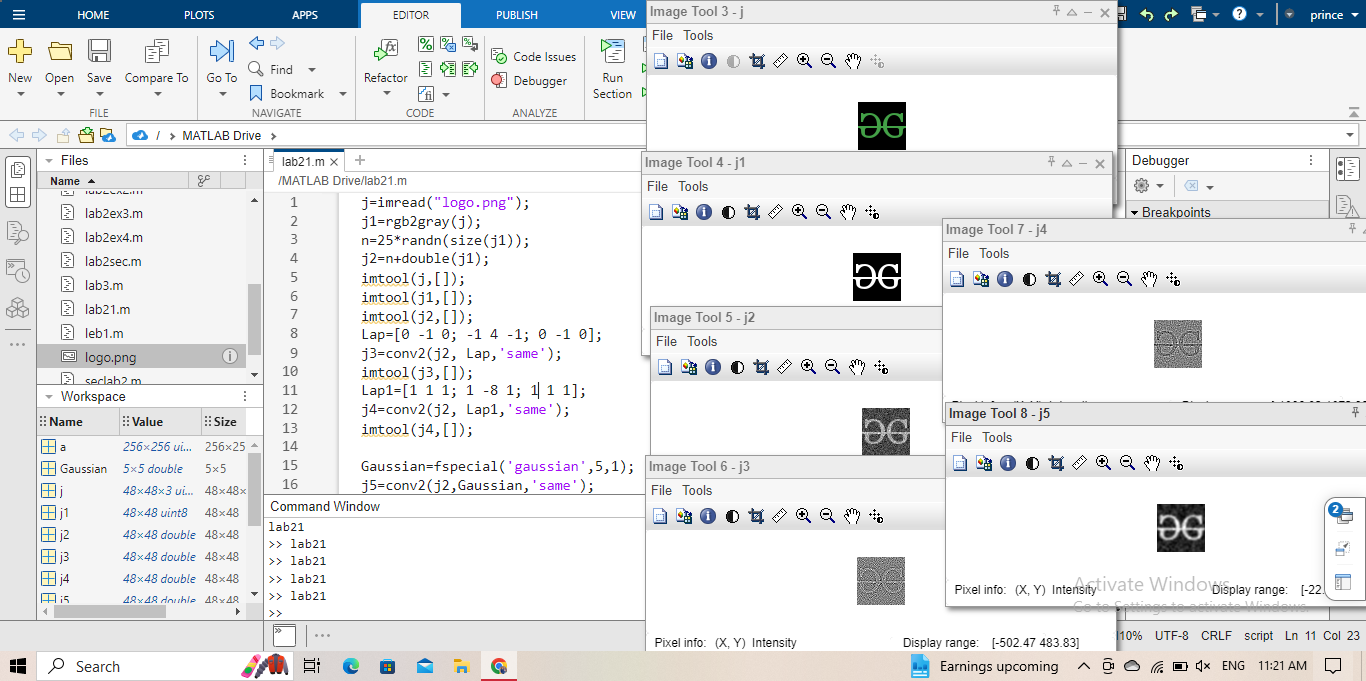 HOME PLOTS APPS EDITOR PUBLISH VIEW
prince
New Open Save Compare To Go To Find Bookmark Refactor Code Issues Debugger Run Section
FILE NAVIGATE CODE ANALYZE
/ MATLAB Drive
Files
Name
lab2ex2.m
lab2ex3.m
lab2ex4.m
lab2sec.m
lab3.m
lab21.m
leb1.m
logo.png
seclab2.m
Workspace
Name Value Size
a 256×256 ui... 256×25
Gaussian 5×5 double 5×5
j 48×48×3 ui... 48×48×
j1 48×48 uint8 48×48
j2 48×48 double 48×48
j3 48×48 double 48×48
j4 48×48 double 48×48
j5 48×48 double 48×48
lab21.m
/MATLAB Drive/lab21.m
1 j=imread("logo.png");
2 j1=rgb2gray(j);
3 n=25*randn(size(j1));
4 j2=n+double(j1);
5 imtool(j,[]);
6 imtool(j1,[]);
7 imtool(j2,[]);
8 Lap=[0 -1 0; -1 4 -1; 0 -1 0];
9 j3=conv2(j2, Lap,'same');
10 imtool(j3,[]);
11 Lap1=[1 1 1; 1 -8 1; 1 1 1];
12 j4=conv2(j2, Lap1,'same');
13 imtool(j4,[]);
14
15 Gaussian=fspecial('gaussian',5,1);
16 j5=conv2(j2,Gaussian,'same');
Command Window
lab21
>> lab21
>> lab21
>> lab21
>> lab21
>>
Image Tool 3 - j
File Tools
Image Tool 4 - j1
File Tools
Image Tool 5 - j2
File Tools
Image Tool 6 - j3
File Tools
Pixel info: (X, Y) Intensity Display range: [-502.47 483.83]
Image Tool 7 - j4
File Tools
Image Tool 8 - j5
File Tools
Pixel info: (X, Y) Intensity Display range: [-22.
Debugger
Breakpoints
2
Activate Windows
Go to Settings to activate Windows.
110% UTF-8 CRLF script Ln 11 Col 23
Search
Earnings upcoming
ENG 11:21 AM